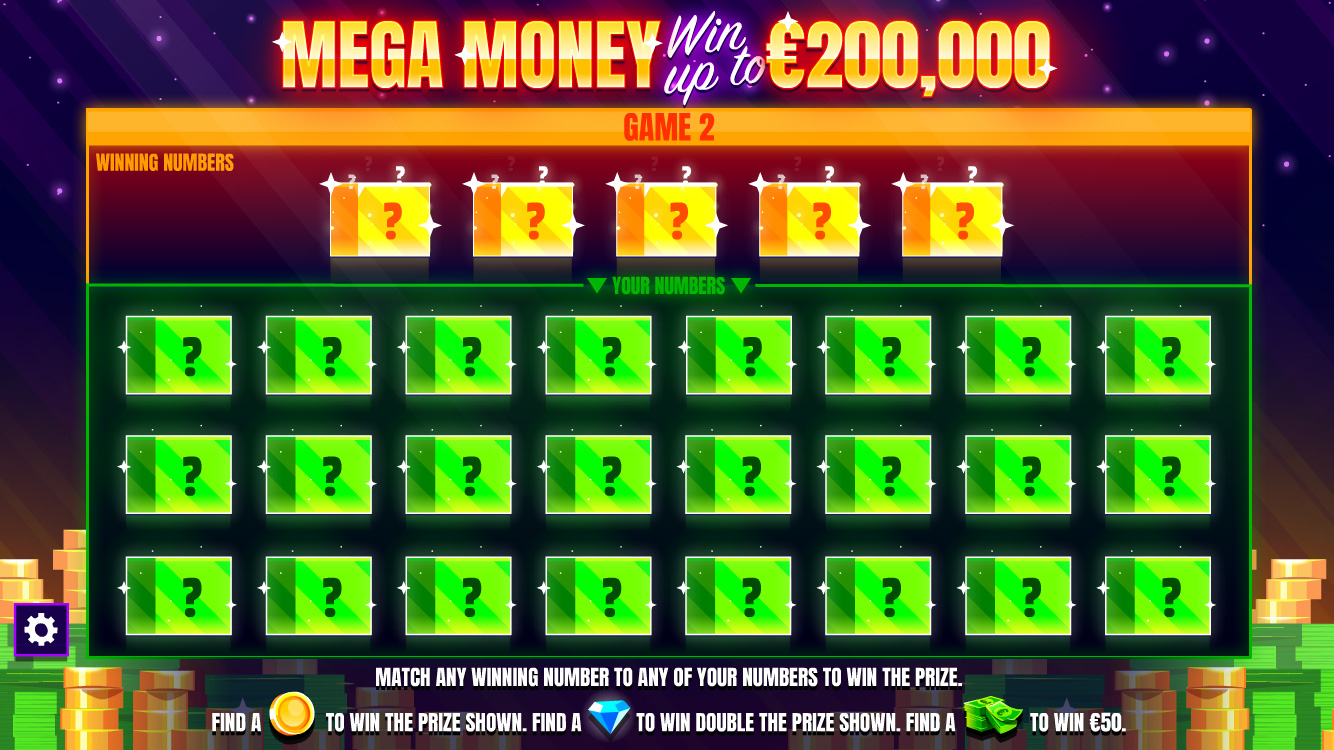 MEGA MONEY Win up to €200,000
GAME 2
WINNING NUMBERS
? ? ? ? ?
YOUR NUMBERS
? ? ? ? ? ? ? ?
? ? ? ? ? ? ? ?
? ? ? ? ? ? ? ?
MATCH ANY WINNING NUMBER TO ANY OF YOUR NUMBERS TO WIN THE PRIZE.
FIND A TO WIN THE PRIZE SHOWN. FIND A TO WIN DOUBLE THE PRIZE SHOWN. FIND A TO WIN €50.